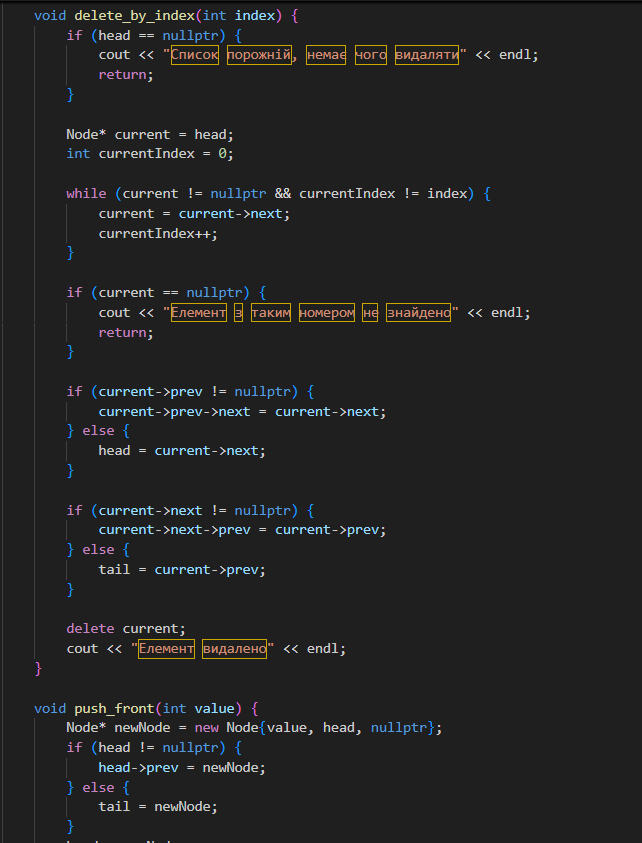 void delete_by_index(int index) {
if (head == nullptr) {
cout << "Список порожній, немає чого видаляти" << endl;
return;
}
Node* current = head;
int currentIndex = 0;
while (current != nullptr && currentIndex != index) {
current = current->next;
currentIndex++;
}
if (current == nullptr) {
cout << "Елемент з таким номером не знайдено" << endl;
return;
}
if (current->prev != nullptr) {
current->prev->next = current->next;
} else {
head = current->next;
}
if (current->next != nullptr) {
current->next->prev = current->prev;
} else {
tail = current->prev;
}
delete current;
cout << "Елемент видалено" << endl;
}
void push_front(int value) {
Node* newNode = new Node{value, head, nullptr};
if (head != nullptr) {
head->prev = newNode;
} else {
tail = newNode;
}